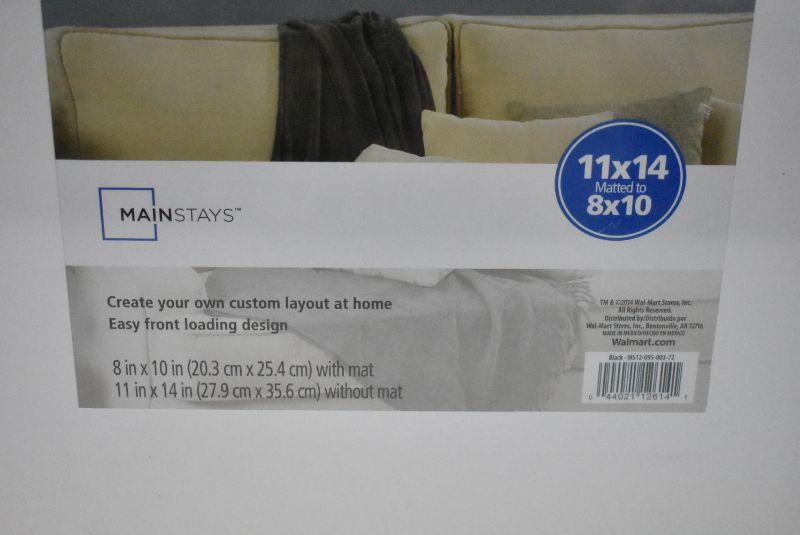 11x14
Matted to
8x10
MAINSTAYS™
Create your own custom layout at home
Easy front loading design
8 in x 10 in (20.3 cm x 25.4 cm) with mat
11 in x 14 in (27.9 cm x 35.6 cm) without mat
TM & ©2014 Wal-Mart Stores, Inc.
All Rights Reserved.
Distributed by/Distribuido por
Wal-Mart Stores, Inc., Bentonville, AR 72716
MADE IN MEXICO/HECHO EN MEXICO
Walmart.com
Black - MS12-095-003-72
0 44021 12614 1